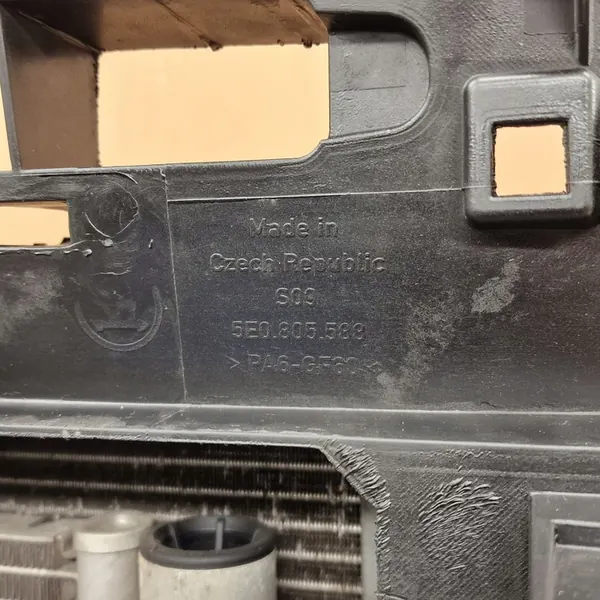 Made in
Czech Republic
S09
5E0.805.588
> PA6-GF60 <